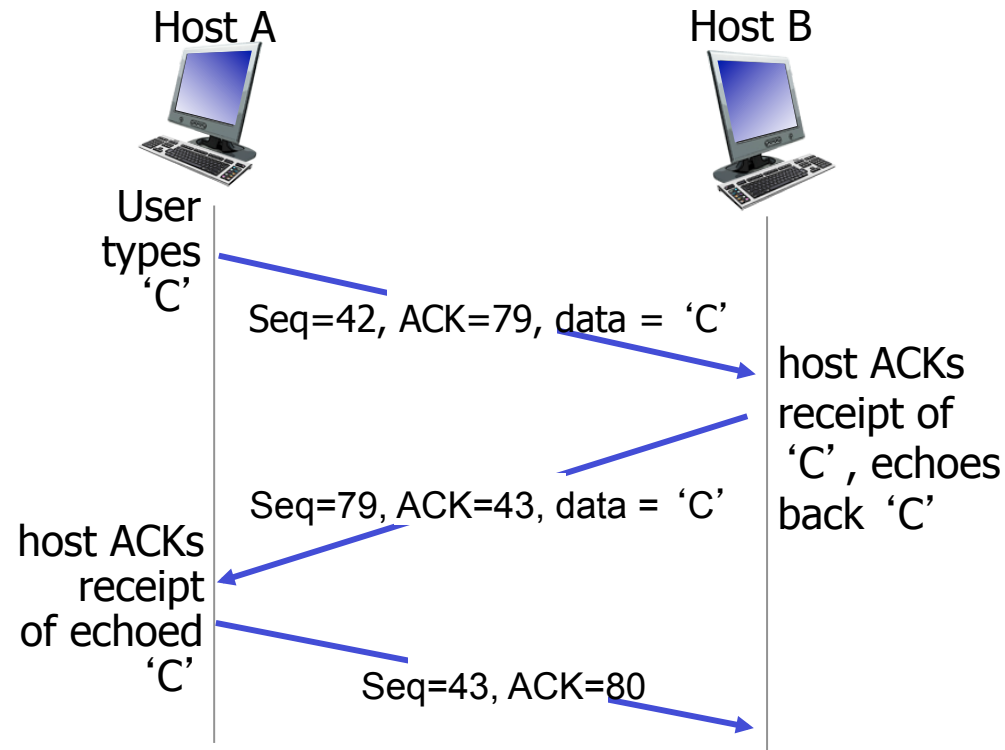 Host A
Host B
User
types
‘C’
Seq=42, ACK=79, data = ‘C’
host ACKs
receipt of
‘C’, echoes
back ‘C’
Seq=79, ACK=43, data = ‘C’
host ACKs
receipt
of echoed
‘C’
Seq=43, ACK=80